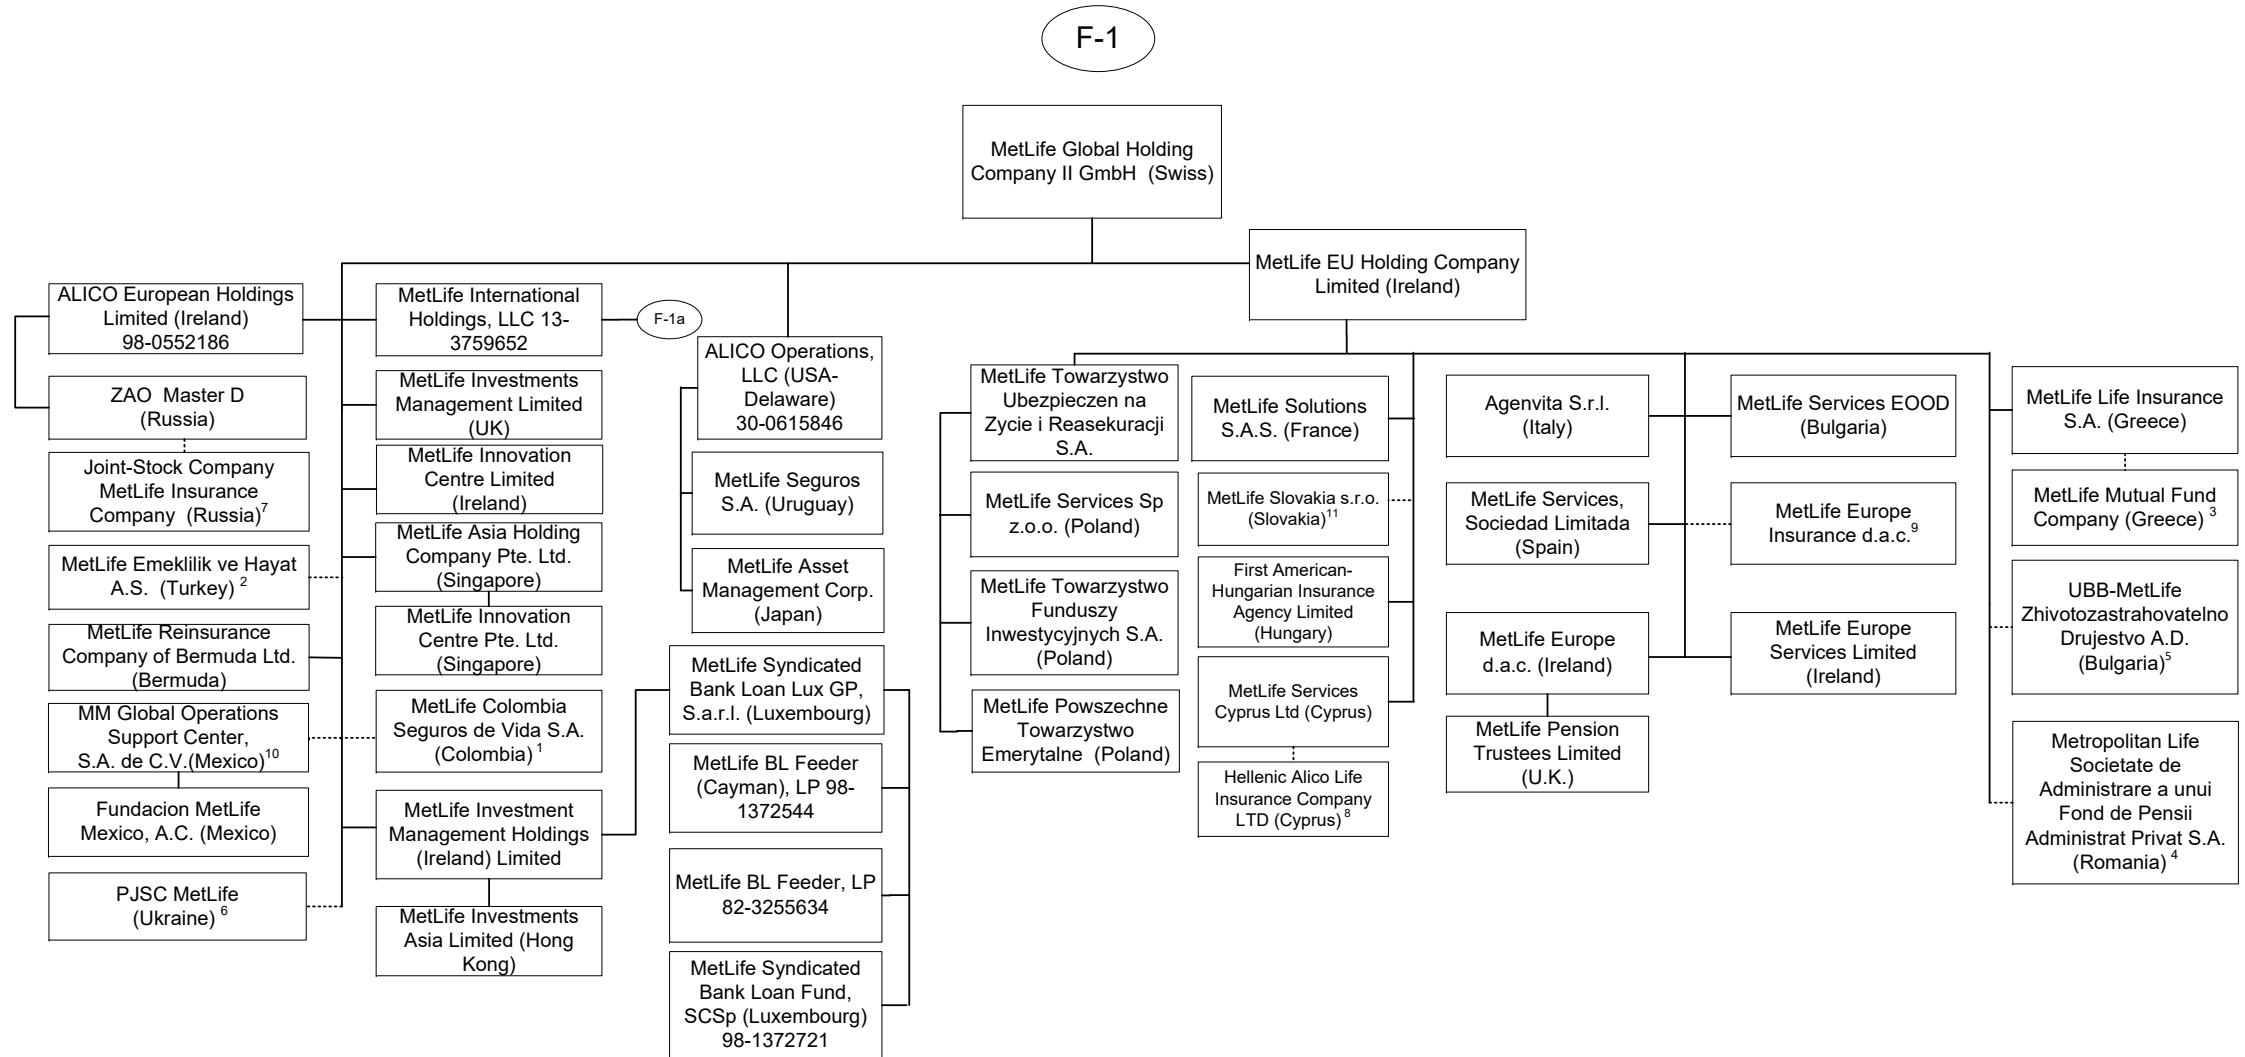 F-1
MetLife Global Holding
Company II GmbH (Swiss)
MetLife EU Holding Company
Limited (Ireland)
ALICO European Holdings
Limited (Ireland)
98-0552186
ZAO Master D
(Russia)
Joint-Stock Company
MetLife Insurance
Company (Russia)7
MetLife Emeklilik ve Hayat
A.S. (Turkey) 2
MetLife Reinsurance
Company of Bermuda Ltd.
(Bermuda)
MM Global Operations
Support Center,
S.A. de C.V.(Mexico)10
Fundacion MetLife
Mexico, A.C. (Mexico)
PJSC MetLife
(Ukraine) 6
MetLife International
Holdings, LLC 13-
3759652
F-1a
MetLife Investments
Management Limited
(UK)
MetLife Innovation
Centre Limited
(Ireland)
MetLife Asia Holding
Company Pte. Ltd.
(Singapore)
MetLife Innovation
Centre Pte. Ltd.
(Singapore)
MetLife Colombia
Seguros de Vida S.A.
(Colombia) 1
MetLife Investment
Management Holdings
(Ireland) Limited
MetLife Investments
Asia Limited (Hong
Kong)
ALICO Operations,
LLC (USA-
Delaware)
30-0615846
MetLife Seguros
S.A. (Uruguay)
MetLife Asset
Management Corp.
(Japan)
MetLife Syndicated
Bank Loan Lux GP,
S.a.r.l. (Luxembourg)
MetLife BL Feeder
(Cayman), LP 98-
1372544
MetLife BL Feeder, LP
82-3255634
MetLife Syndicated
Bank Loan Fund,
SCSp (Luxembourg)
98-1372721
MetLife Towarzystwo
Ubezpieczen na
Zycie i Reasekuracji
S.A.
MetLife Services Sp
z.o.o. (Poland)
MetLife Towarzystwo
Funduszy
Inwestycyjnych S.A.
(Poland)
MetLife Powszechne
Towarzystwo
Emerytalne (Poland)
MetLife Solutions
S.A.S. (France)
MetLife Slovakia s.r.o.
(Slovakia)11
First American-
Hungarian Insurance
Agency Limited
(Hungary)
MetLife Services
Cyprus Ltd (Cyprus)
Hellenic Alico Life
Insurance Company
LTD (Cyprus) 8
Agenvita S.r.l.
(Italy)
MetLife Services,
Sociedad Limitada
(Spain)
MetLife Europe
d.a.c. (Ireland)
MetLife Pension
Trustees Limited
(U.K.)
MetLife Services EOOD
(Bulgaria)
MetLife Europe
Insurance d.a.c.9
MetLife Europe
Services Limited
(Ireland)
MetLife Life Insurance
S.A. (Greece)
MetLife Mutual Fund
Company (Greece) 3
UBB-MetLife
Zhivotozastrahovatelno
Drujestvo A.D.
(Bulgaria)5
Metropolitan Life
Societate de
Administrare a unui
Fond de Pensii
Administrat Privat S.A.
(Romania) 4